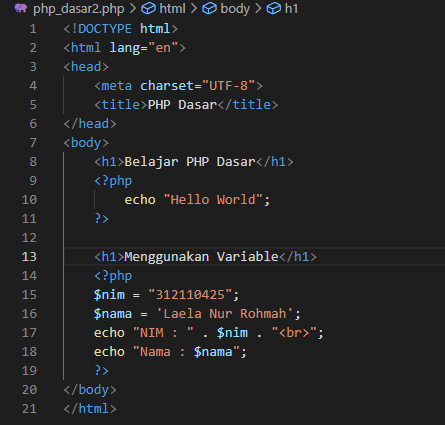 php_dasar2.php > html > body > h1
1 <!DOCTYPE html>
2 <html lang="en">
3 <head>
4     <meta charset="UTF-8">
5     <title>PHP Dasar</title>
6 </head>
7 <body>
8     <h1>Belajar PHP Dasar</h1>
9     <?php
10         echo "Hello World";
11     ?>
12
13     <h1>Menggunakan Variable</h1>
14     <?php
15     $nim = "312110425";
16     $nama = 'Laela Nur Rohmah';
17     echo "NIM : " . $nim . "<br>";
18     echo "Nama : $nama";
19     ?>
20 </body>
21 </html>